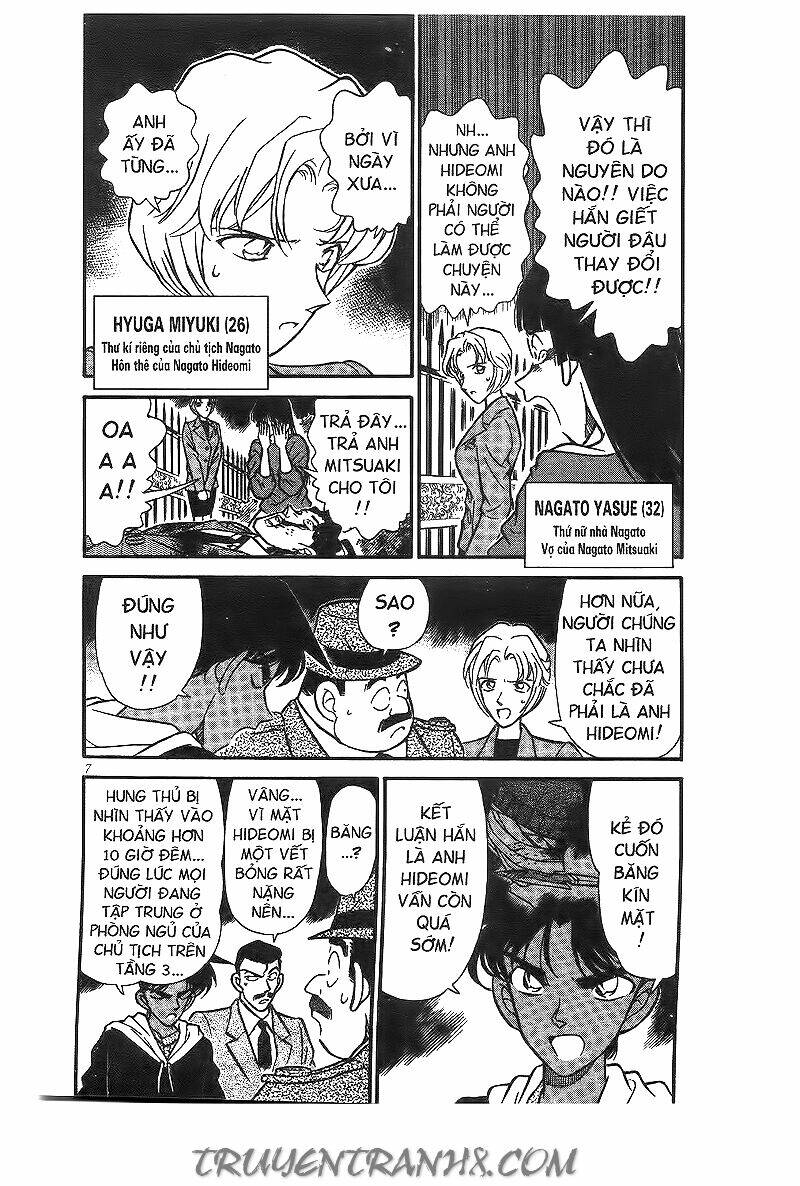 VẬY THÌ
ĐÓ LÀ
NGUYÊN DO
NÀO!! VIỆC
HẮN GIẾT
NGƯỜI ĐÂU
THAY ĐỔI
ĐƯỢC!!
NH...
NHƯNG ANH
HIDEOMI
KHÔNG
PHẢI NGƯỜI
CÓ THỂ
LÀM ĐƯỢC
CHUYỆN
NÀY...
NAGATO YASUE (32)
Thứ nữ nhà Nagato
Vợ của Nagato Mitsuaki
BỞI VÌ
NGÀY
XƯA...
ANH
ẤY ĐÃ
TỪNG...
HYUGA MIYUKI (26)
Thư kí riêng của chủ tịch Nagato
Hôn thê của Nagato Hideomi
TRẢ ĐÂY...
TRẢ ANH
MITSUAKI
CHO TÔI
!!
OA
A A
A!!
HƠN NỮA,
NGƯỜI CHÚNG
TA NHÌN
THẤY CHƯA
CHẮC ĐÃ
PHẢI LÀ ANH
HIDEOMI!
SAO
?
ĐÚNG
NHƯ
VẬY
!!
7
KẺ ĐÓ
CUỐN
BĂNG
KÍN
MẶT
!
KẾT
LUẬN HẮN
LÀ ANH
HIDEOMI
VẪN CÒN
QUÁ
SỚM!
BĂNG
...?
VÂNG...
VÌ MẶT
HIDEOMI BỊ
MỘT VẾT
BỎNG RẤT
NẶNG
NÊN...
HUNG THỦ BỊ
NHÌN THẤY VÀO
KHOẢNG HƠN
10 GIỜ ĐÊM...
ĐÚNG LÚC MỌI
NGƯỜI ĐANG
TẬP TRUNG Ở
PHÒNG NGỦ CỦA
CHỦ TỊCH TRÊN
TẦNG 3...
TRUYENTRANH8.COM